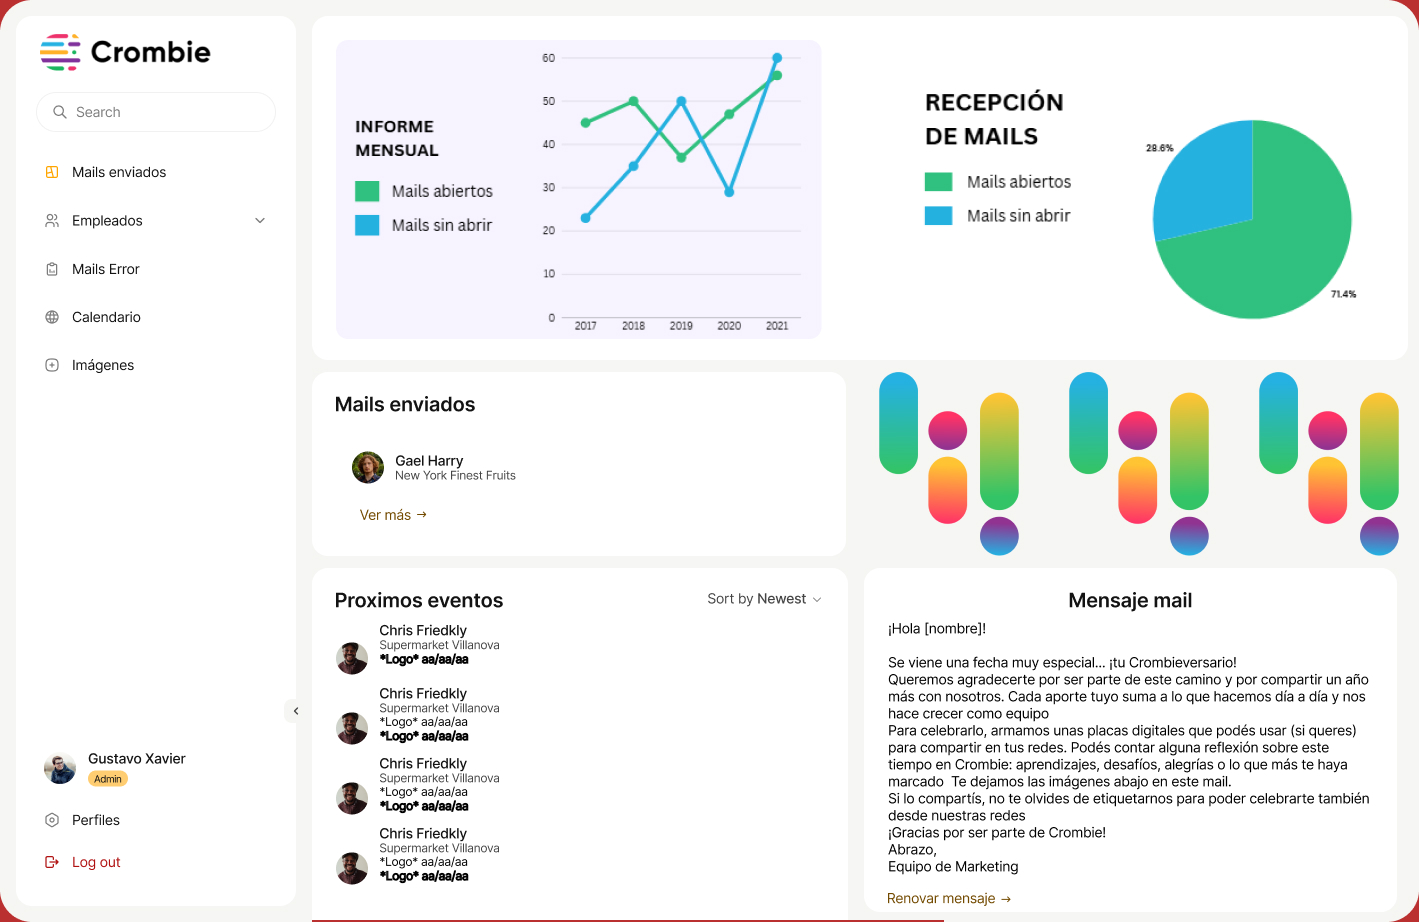 Crombie
Search
Mails enviados
Empleados
Mails Error
Calendario
Imágenes
Gustavo Xavier
Admin
Perfiles
Log out
INFORME
MENSUAL
Mails abiertos
Mails sin abrir
60
50
40
30
20
10
0
2017 2018 2019 2020 2021
RECEPCIÓN
DE MAILS
Mails abiertos
Mails sin abrir
28.6%
71.4%
Mails enviados
Gael Harry
New York Finest Fruits
Ver más →
Proximos eventos
Sort by Newest
Chris Friedkly
Supermarket Villanova
*Logo* aa/aa/aa
Chris Friedkly
Supermarket Villanova
*Logo* aa/aa/aa
*Logo* aa/aa/aa
Chris Friedkly
Supermarket Villanova
*Logo* aa/aa/aa
*Logo* aa/aa/aa
Chris Friedkly
Supermarket Villanova
*Logo* aa/aa/aa
*Logo* aa/aa/aa
Mensaje mail
¡Hola [nombre]!
Se viene una fecha muy especial... ¡tu Crombieversario!
Queremos agradecerte por ser parte de este camino y por compartir un año
más con nosotros. Cada aporte tuyo suma a lo que hacemos día a día y nos
hace crecer como equipo
Para celebrarlo, armamos unas placas digitales que podés usar (si queres)
para compartir en tus redes. Podés contar alguna reflexión sobre este
tiempo en Crombie: aprendizajes, desafíos, alegrías o lo que más te haya
marcado  Te dejamos las imágenes abajo en este mail.
Si lo compartís, no te olvides de etiquetarnos para poder celebrarte también
desde nuestras redes
¡Gracias por ser parte de Crombie!
Abrazo,
Equipo de Marketing
Renovar mensaje →